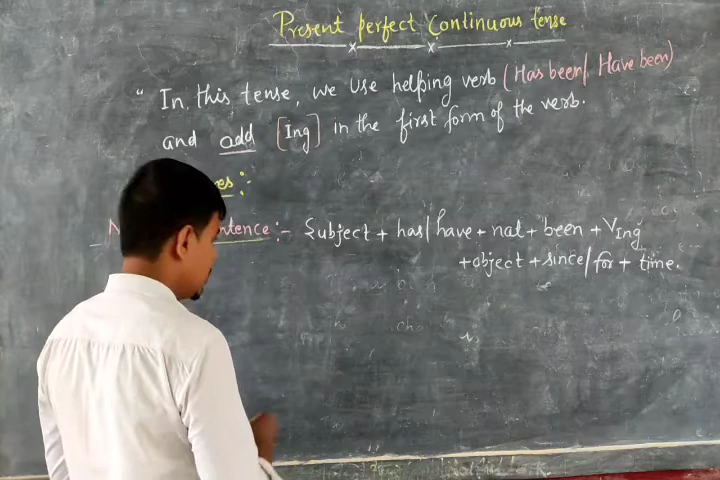 Present perfect Continuous tense
" In, this tense, we use helping verb (Has been/ Have been)
and add [Ing] in the first form of the verb.
es:-
N ntence :- Subject + has/have + not + been + VIng
+object + since/for + time.